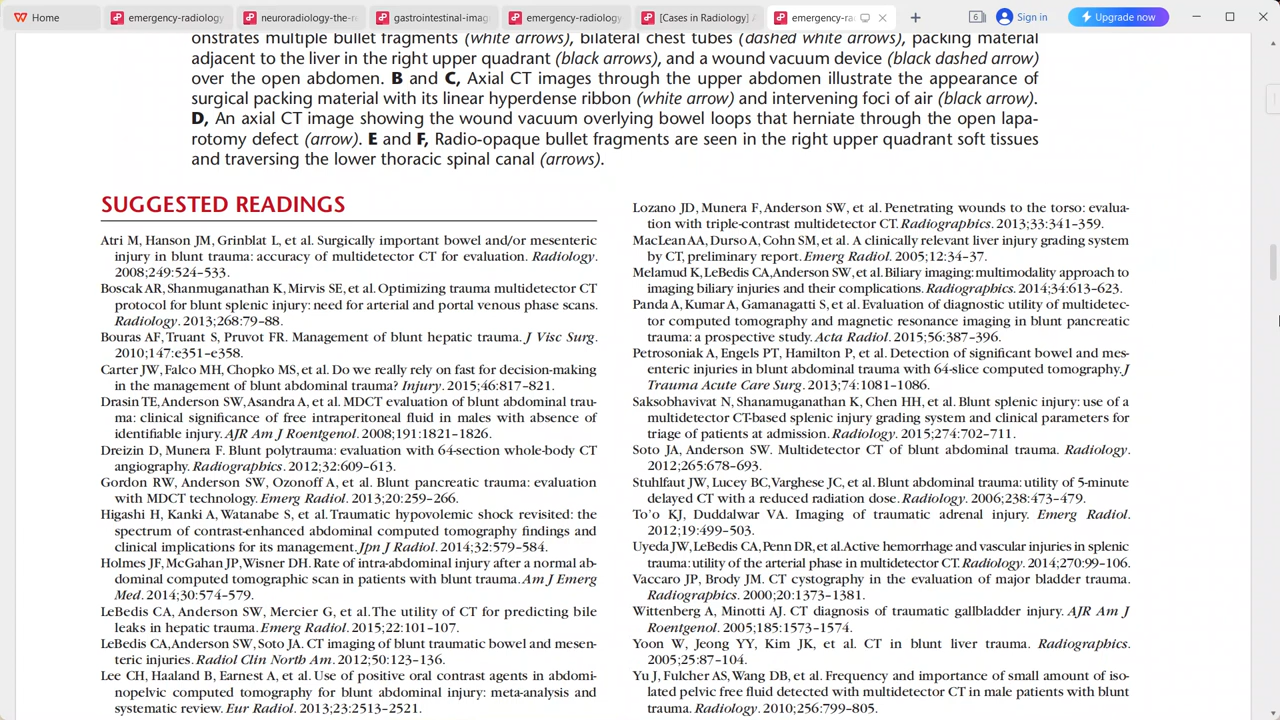 Home
emergency-radiology
neuroradiology-the-r
gastrointestinal-imag
emergency-radiology
[Cases in Radiology]
emergency-ra
6
Sign in
Upgrade now
onstrates multiple bullet fragments (white arrows), bilateral chest tubes (dashed white arrows), packing material
adjacent to the liver in the right upper quadrant (black arrows), and a wound vacuum device (black dashed arrow)
over the open abdomen. B and C, Axial CT images through the upper abdomen illustrate the appearance of
surgical packing material with its linear hyperdense ribbon (white arrow) and intervening foci of air (black arrow).
D, An axial CT image showing the wound vacuum overlying bowel loops that herniate through the open lapa-
rotomy defect (arrow). E and F, Radio-opaque bullet fragments are seen in the right upper quadrant soft tissues
and traversing the lower thoracic spinal canal (arrows).
SUGGESTED READINGS
Atri M, Hanson JM, Grinblat L, et al. Surgically important bowel and/or mesenteric
injury in blunt trauma: accuracy of multidetector CT for evaluation. Radiology.
2008;249:524–533.
Boscak AR, Shanmuganathan K, Mirvis SE, et al. Optimizing trauma multidetector CT
protocol for blunt splenic injury: need for arterial and portal venous phase scans.
Radiology. 2013;268:79–88.
Bouras AF, Truant S, Pruvot FR. Management of blunt hepatic trauma. J Visc Surg.
2010;147:e351–e358.
Carter JW, Falco MH, Chopko MS, et al. Do we really rely on fast for decision-making
in the management of blunt abdominal trauma? Injury. 2015;46:817–821.
Drasin TE, Anderson SW, Asandra A, et al. MDCT evaluation of blunt abdominal trau-
ma: clinical significance of free intraperitoneal fluid in males with absence of
identifiable injury. AJR Am J Roentgenol. 2008;191:1821–1826.
Dreizin D, Munera F. Blunt polytrauma: evaluation with 64-section whole-body CT
angiography. Radiographics. 2012;32:609–613.
Gordon RW, Anderson SW, Ozonoff A, et al. Blunt pancreatic trauma: evaluation
with MDCT technology. Emerg Radiol. 2013;20:259–266.
Higashi H, Kanki A, Watanabe S, et al. Traumatic hypovolemic shock revisited: the
spectrum of contrast-enhanced abdominal computed tomography findings and
clinical implications for its management. Jpn J Radiol. 2014;32:579–584.
Holmes JF, McGahan JP, Wisner DH. Rate of intra-abdominal injury after a normal ab-
dominal computed tomographic scan in patients with blunt trauma. Am J Emerg
Med. 2014;30:574–579.
LeBedis CA, Anderson SW, Mercier G, et al. The utility of CT for predicting bile
leaks in hepatic trauma. Emerg Radiol. 2015;22:101–107.
LeBedis CA, Anderson SW, Soto JA. CT imaging of blunt traumatic bowel and mesen-
teric injuries. Radiol Clin North Am. 2012;50:123–136.
Lee CH, Haaland B, Earnest A, et al. Use of positive oral contrast agents in abdomi-
nopelvic computed tomography for blunt abdominal injury: meta-analysis and
systematic review. Eur Radiol. 2013;23:2513–2521.
Lozano JD, Munera F, Anderson SW, et al. Penetrating wounds to the torso: evalua-
tion with triple-contrast multidetector CT. Radiographics. 2013;33:341–359.
MacLean AA, Durso A, Cohn SM, et al. A clinically relevant liver injury grading system
by CT, preliminary report. Emerg Radiol. 2005;12:34–37.
Melamud K, LeBedis CA, Anderson SW, et al. Biliary imaging: multimodality approach to
imaging biliary injuries and their complications. Radiographics. 2014;34:613–623.
Panda A, Kumar A, Gamanagatti S, et al. Evaluation of diagnostic utility of multidetec-
tor computed tomography and magnetic resonance imaging in blunt pancreatic
trauma: a prospective study. Acta Radiol. 2015;56:387–396.
Petrosoniak A, Engels PT, Hamilton P, et al. Detection of significant bowel and mes-
enteric injuries in blunt abdominal trauma with 64-slice computed tomography. J
Trauma Acute Care Surg. 2013;74:1081–1086.
Saksobhavivat N, Shanamuganathan K, Chen HH, et al. Blunt splenic injury: use of a
multidetector CT-based splenic injury grading system and clinical parameters for
triage of patients at admission. Radiology. 2015;274:702–711.
Soto JA, Anderson SW. Multidetector CT of blunt abdominal trauma. Radiology.
2012;265:678–693.
Stuhlfaut JW, Lucey BC, Varghese JC, et al. Blunt abdominal trauma: utility of 5-minute
delayed CT with a reduced radiation dose. Radiology. 2006;238:473–479.
To'o KJ, Duddalwar VA. Imaging of traumatic adrenal injury. Emerg Radiol.
2012;19:499–503.
Uyeda JW, LeBedis CA, Penn DR, et al. Active hemorrhage and vascular injuries in splenic
trauma: utility of the arterial phase in multidetector CT. Radiology. 2014;270:99–106.
Vaccaro JP, Brody JM. CT cystography in the evaluation of major bladder trauma.
Radiographics. 2000;20:1373–1381.
Wittenberg A, Minotti AJ. CT diagnosis of traumatic gallbladder injury. AJR Am J
Roentgenol. 2005;185:1573–1574.
Yoon W, Jeong YY, Kim JK, et al. CT in blunt liver trauma. Radiographics.
2005;25:87–104.
Yu J, Fulcher AS, Wang DB, et al. Frequency and importance of small amount of iso-
lated pelvic free fluid detected with multidetector CT in male patients with blunt
trauma. Radiology. 2010;256:799–805.